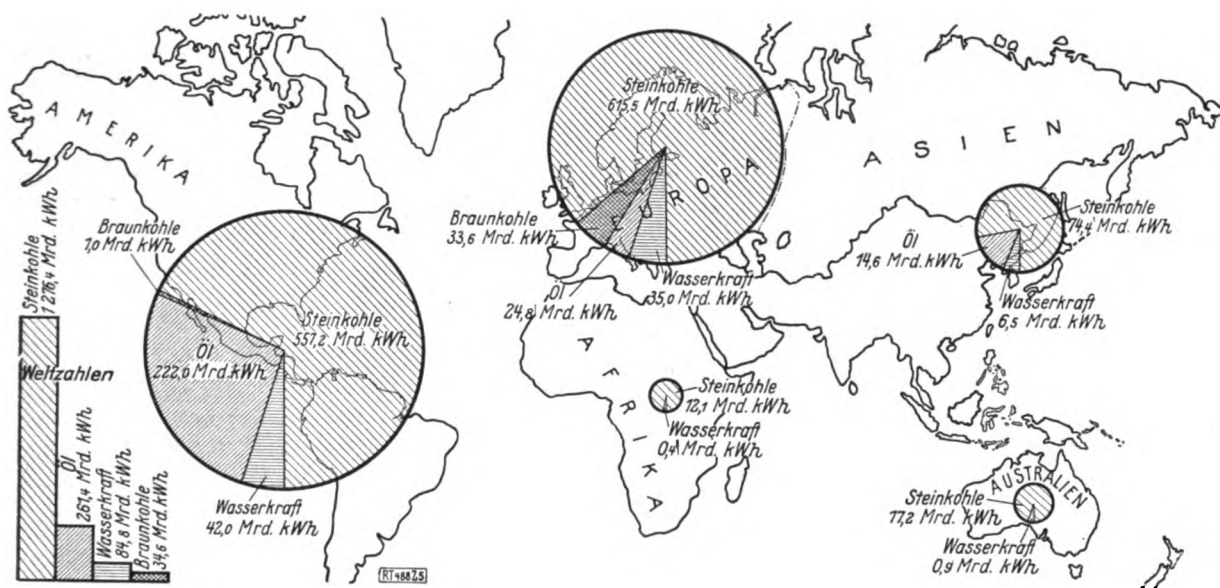 AMERIKA
EUROPA
ASIEN
AFRIKA
AUSTRALIEN
Steinkohle
615,5 Mrd. kWh
Braunkohle
33,6 Mrd. kWh
Öl
24,8 Mrd. kWh
Wasserkraft
35,0 Mrd. kWh
Braunkohle
1,0 Mrd. kWh
Steinkohle
557,2 Mrd. kWh
Öl
222,0 Mrd. kWh
Wasserkraft
42,0 Mrd. kWh
Steinkohle
74,4 Mrd. kWh
Öl
14,6 Mrd. kWh
Wasserkraft
6,5 Mrd. kWh
Steinkohle
12,1 Mrd. kWh
Wasserkraft
0,4 Mrd. kWh
Steinkohle
17,2 Mrd. kWh
Wasserkraft
0,9 Mrd. kWh
Weltzahlen
Steinkohle
1 276,4 Mrd. kWh
Öl
261,4 Mrd. kWh
Wasserkraft
84,8 Mrd. kWh
Braunkohle
34,6 Mrd. kWh
RT488Z5